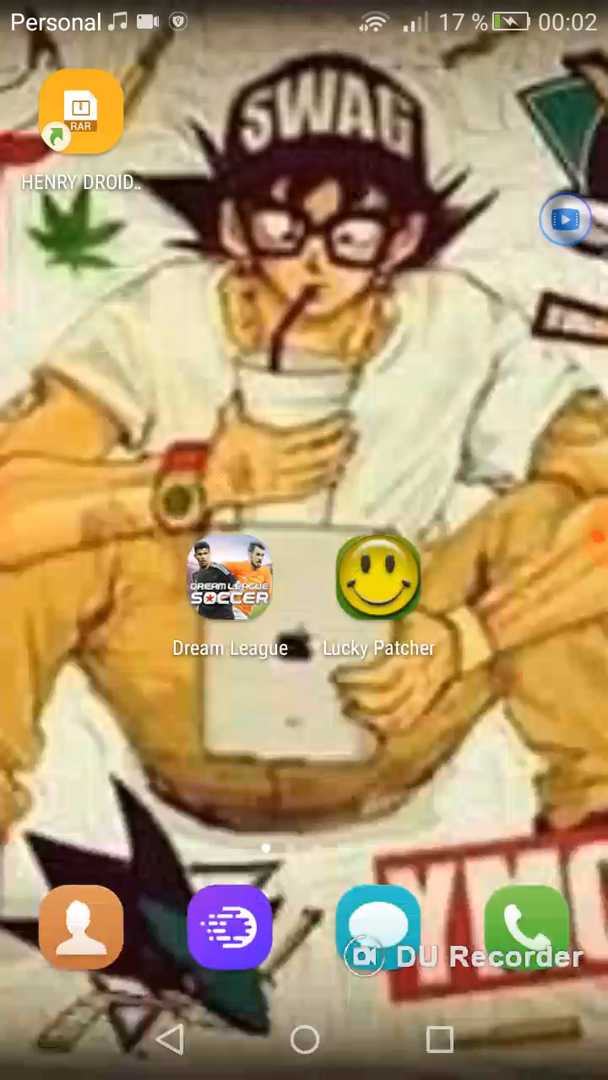 Personal 17 % 00:02
SWAG
RAR
HENRY DROID..
DREAM LEAGUE
SOCCER
Dream League Lucky Patcher
DU Recorder